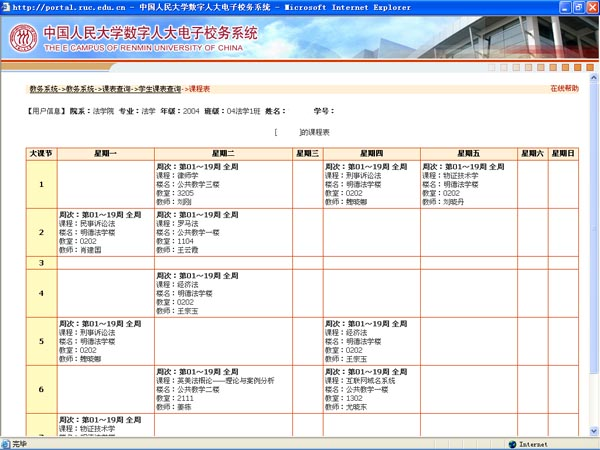 http://portal.ruc.edu.cn - 中国人民大学数字人大电子校务系统 - Microsoft Internet Explorer
中国人民大学数字人大电子校务系统
THE E CAMPUS OF RENMIN UNIVERSITY OF CHINA
教务系统->教务系统->课表查询->学生课表查询->课程表
在线帮助
【用户信息】院系：法学院 专业：法学 年级：2004 班级：04法学1班 姓名： 学号：
[ ]的课程表
大课节 星期一 星期二 星期三 星期四 星期五 星期六 星期日
1
周次：第01～19周 全周
课程：律师学
楼名：公共教学三楼
教室：3205
教师：刘刚
周次：第01～19周 全周
课程：刑事诉讼法
楼名：明德法学楼
教室：0202
教师：魏晓娜
周次：第01～19周 全周
课程：物证技术学
楼名：明德法学楼
教室：0202
教师：刘晓丹
2
周次：第01～19周 全周
课程：民事诉讼法
楼名：明德法学楼
教室：0202
教师：肖建国
周次：第01～19周 全周
课程：罗马法
楼名：公共教学一楼
教室：1104
教师：王云霞
3
4
周次：第01～19周 全周
课程：经济法
楼名：明德法学楼
教室：0202
教师：王宗玉
5
周次：第01～19周 全周
课程：刑事诉讼法
楼名：明德法学楼
教室：0202
教师：魏晓娜
周次：第01～19周 全周
课程：经济法
楼名：明德法学楼
教室：0202
教师：王宗玉
6
周次：第01～19周 全周
课程：英美法概论——理论与案例分析
楼名：公共教学二楼
教室：2111
教师：姜栋
周次：第01～19周 全周
课程：互联网域名系统
楼名：公共教学一楼
教室：1302
教师：尤晓东
周次：第01～19周 全周
课程：物证技术学
完毕
Internet